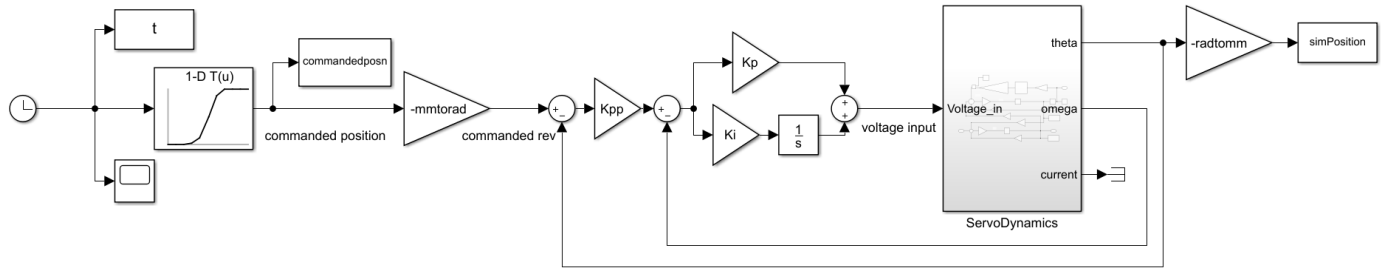 t
1-D T(u)
commandedposn
commanded position
-mmtorad
commanded rev
+
−
Kpp
+
−
Kp
Ki
1
s
+
+
voltage input
Voltage_in
theta
omega
current
ServoDynamics
-radtomm
simPosition